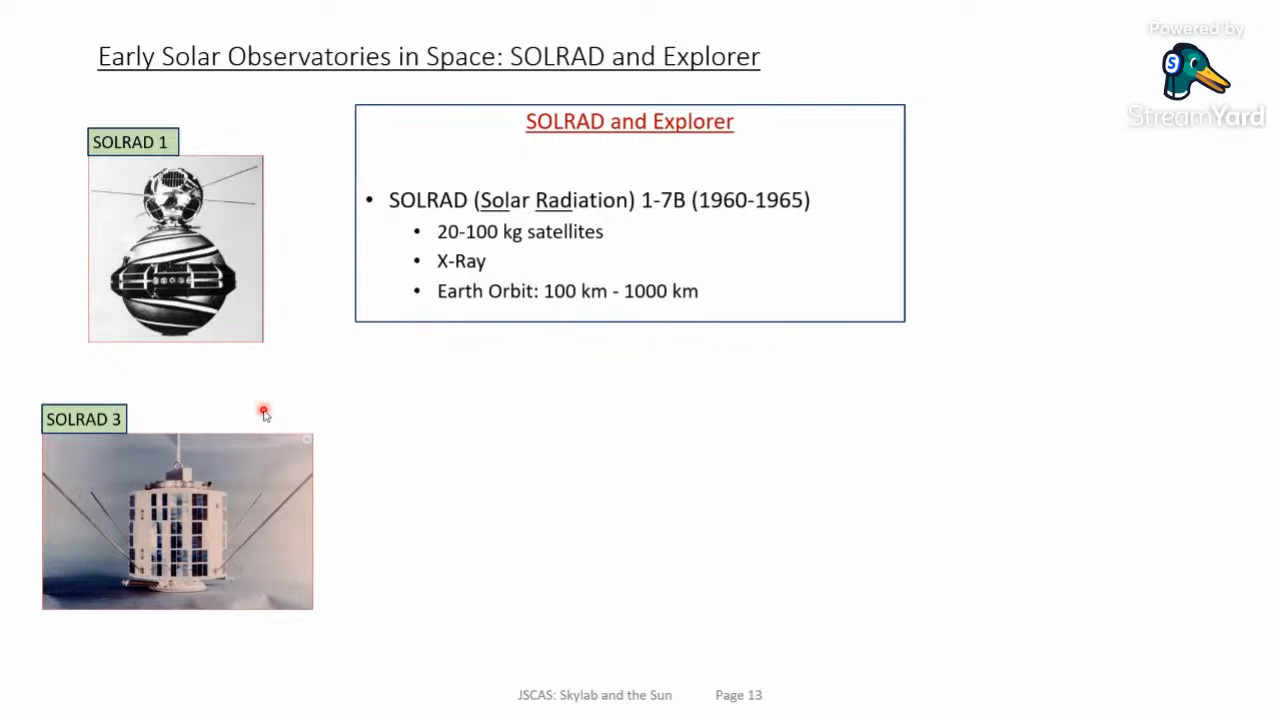 Early Solar Observatories in Space: SOLRAD and Explorer
Powered by
StreamYard
SOLRAD 1
SOLRAD and Explorer
• SOLRAD (Solar Radiation) 1-7B (1960-1965)
• 20-100 kg satellites
• X-Ray
• Earth Orbit: 100 km - 1000 km
SOLRAD 3
JSCAS: Skylab and the Sun Page 13